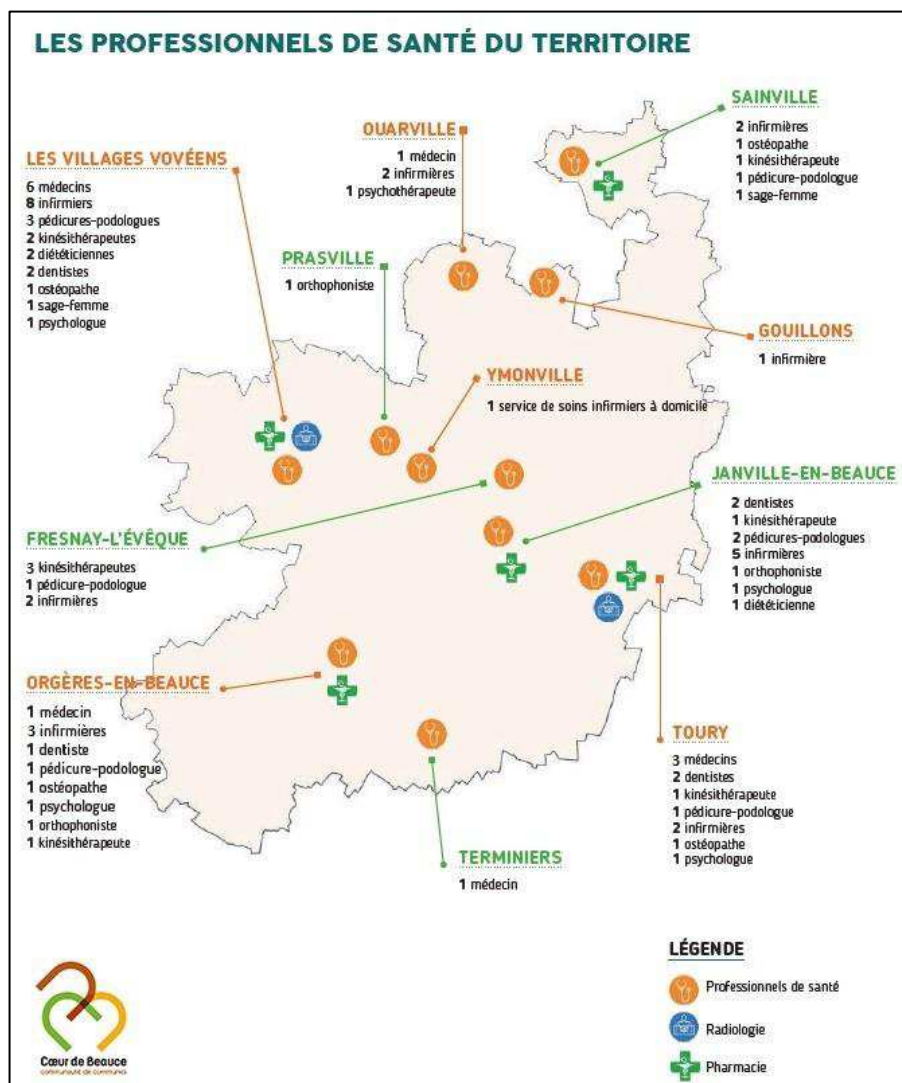 LES PROFESSIONNELS DE SANTÉ DU TERRITOIRE
SAINVILLE
2 infirmières
1 ostéopathe
1 kinésithérapeute
1 pédicure-podologue
1 sage-femme
OUARVILLE
1 médecin
2 infirmières
1 psychothérapeute
LES VILLAGES VOVÉENS
6 médecins
8 infirmiers
3 pédicures-podologues
2 kinésithérapeutes
2 diététiciennes
2 dentistes
1 ostéopathe
1 sage-femme
1 psychologue
PRASVILLE
1 orthophoniste
GOUILLONS
1 infirmière
YMONVILLE
1 service de soins infirmiers à domicile
JANVILLE-EN-BEAUCE
2 dentistes
1 kinésithérapeute
2 pédicures-podologues
5 infirmières
1 orthophoniste
1 psychologue
1 diététicienne
FRESNAY-L'ÉVÊQUE
3 kinésithérapeutes
1 pédicure-podologue
2 infirmières
ORGÈRES-EN-BEAUCE
1 médecin
3 infirmières
1 dentiste
1 pédicure-podologue
1 ostéopathe
1 psychologue
1 orthophoniste
1 kinésithérapeute
TOURY
3 médecins
2 dentistes
1 kinésithérapeute
1 pédicure-podologue
2 infirmières
1 ostéopathe
1 psychologue
TERMINIERS
1 médecin
LÉGENDE
Professionnels de santé
Radiologie
Pharmacie
Cœur de Beauce
communauté de communes